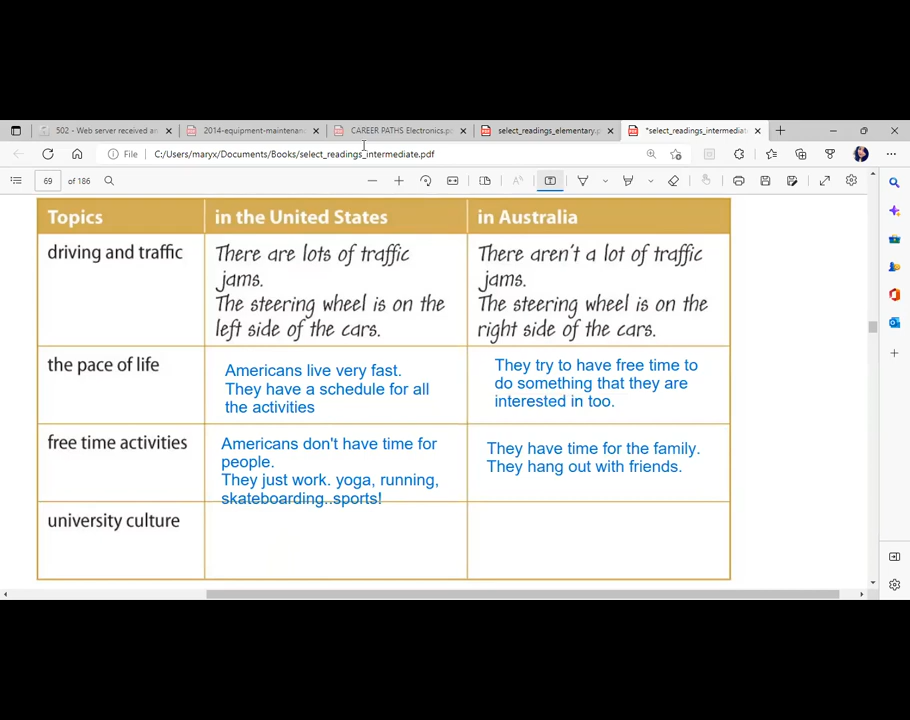 502 - Web server received an
2014-equipment-maintenanc
CAREER PATHS Electronics.pc
select_readings_elementary.p
*select_readings_intermediate
File
C:/Users/maryx/Documents/Books/select_readings_intermediate.pdf
69 of 186
Topics in the United States in Australia
driving and traffic
There are lots of traffic
jams.
The steering wheel is on the
left side of the cars.
There aren't a lot of traffic
jams.
The steering wheel is on the
right side of the cars.
the pace of life
Americans live very fast.
They have a schedule for all
the activities
They try to have free time to
do something that they are
interested in too.
free time activities
Americans don't have time for
people.
They just work. yoga, running,
skateboarding..sports!
They have time for the family.
They hang out with friends.
university culture